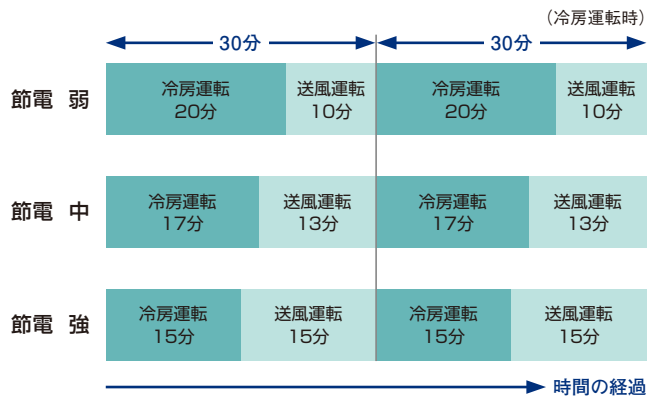 (冷房運転時)
30分 30分
節電 弱
冷房運転 送風運転 冷房運転 送風運転
20分 10分 20分 10分
節電 中
冷房運転 送風運転 冷房運転 送風運転
17分 13分 17分 13分
節電 強
冷房運転 送風運転 冷房運転 送風運転
15分 15分 15分 15分
時間の経過